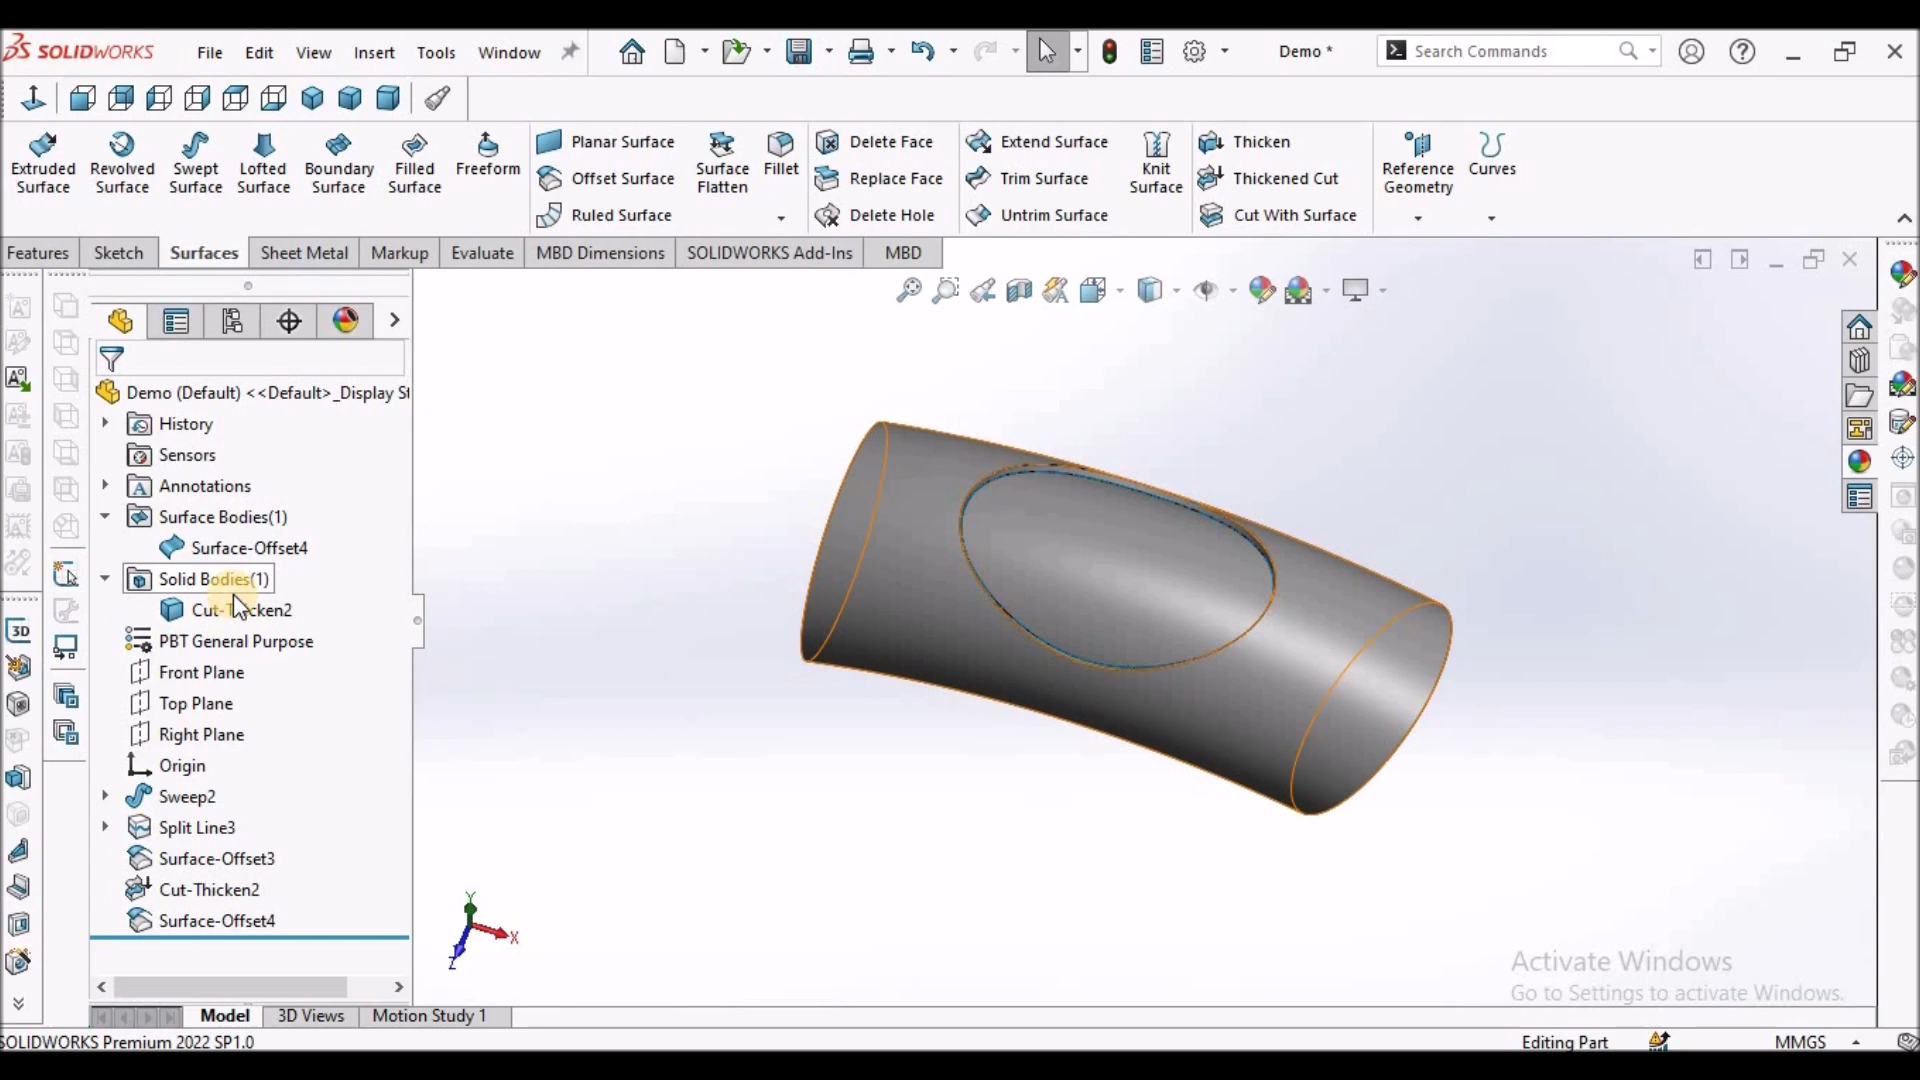 SOLIDWORKS File Edit View Insert Tools Window Demo * Search Commands
Extruded Surface
Revolved Surface
Swept Surface
Lofted Surface
Boundary Surface
Filled Surface
Freeform
Planar Surface
Offset Surface
Ruled Surface
Surface Flatten
Fillet
Delete Face
Replace Face
Delete Hole
Extend Surface
Trim Surface
Untrim Surface
Knit Surface
Thicken
Thickened Cut
Cut With Surface
Reference Geometry
Curves
Features Sketch Surfaces Sheet Metal Markup Evaluate MBD Dimensions SOLIDWORKS Add-Ins MBD
Demo (Default) <<Default>_Display St
History
Sensors
Annotations
Surface Bodies(1)
Surface-Offset4
Solid Bodies(1)
Cut-Thicken2
PBT General Purpose
Front Plane
Top Plane
Right Plane
Origin
Sweep2
Split Line3
Surface-Offset3
Cut-Thicken2
Surface-Offset4
3D
Y
X
Z
Activate Windows
Go to Settings to activate Windows.
Model 3D Views Motion Study 1
SOLIDWORKS Premium 2022 SP1.0 Editing Part MMGS